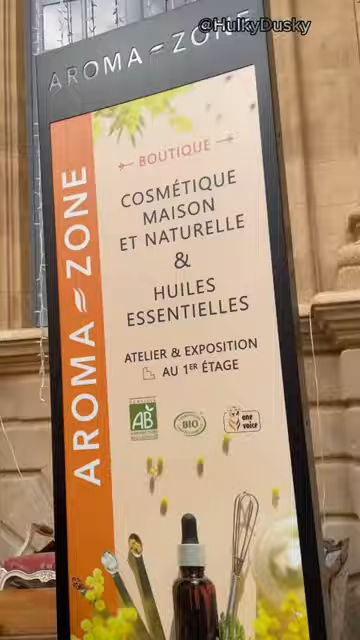 @HulkyDusky
AROMA-ZONE
AROMA-ZONE
BOUTIQUE
COSMÉTIQUE
MAISON
ET NATURELLE
&
HUILES
ESSENTIELLES
ATELIER & EXPOSITION
AU 1ER ÉTAGE
AB
BIO
one
voice